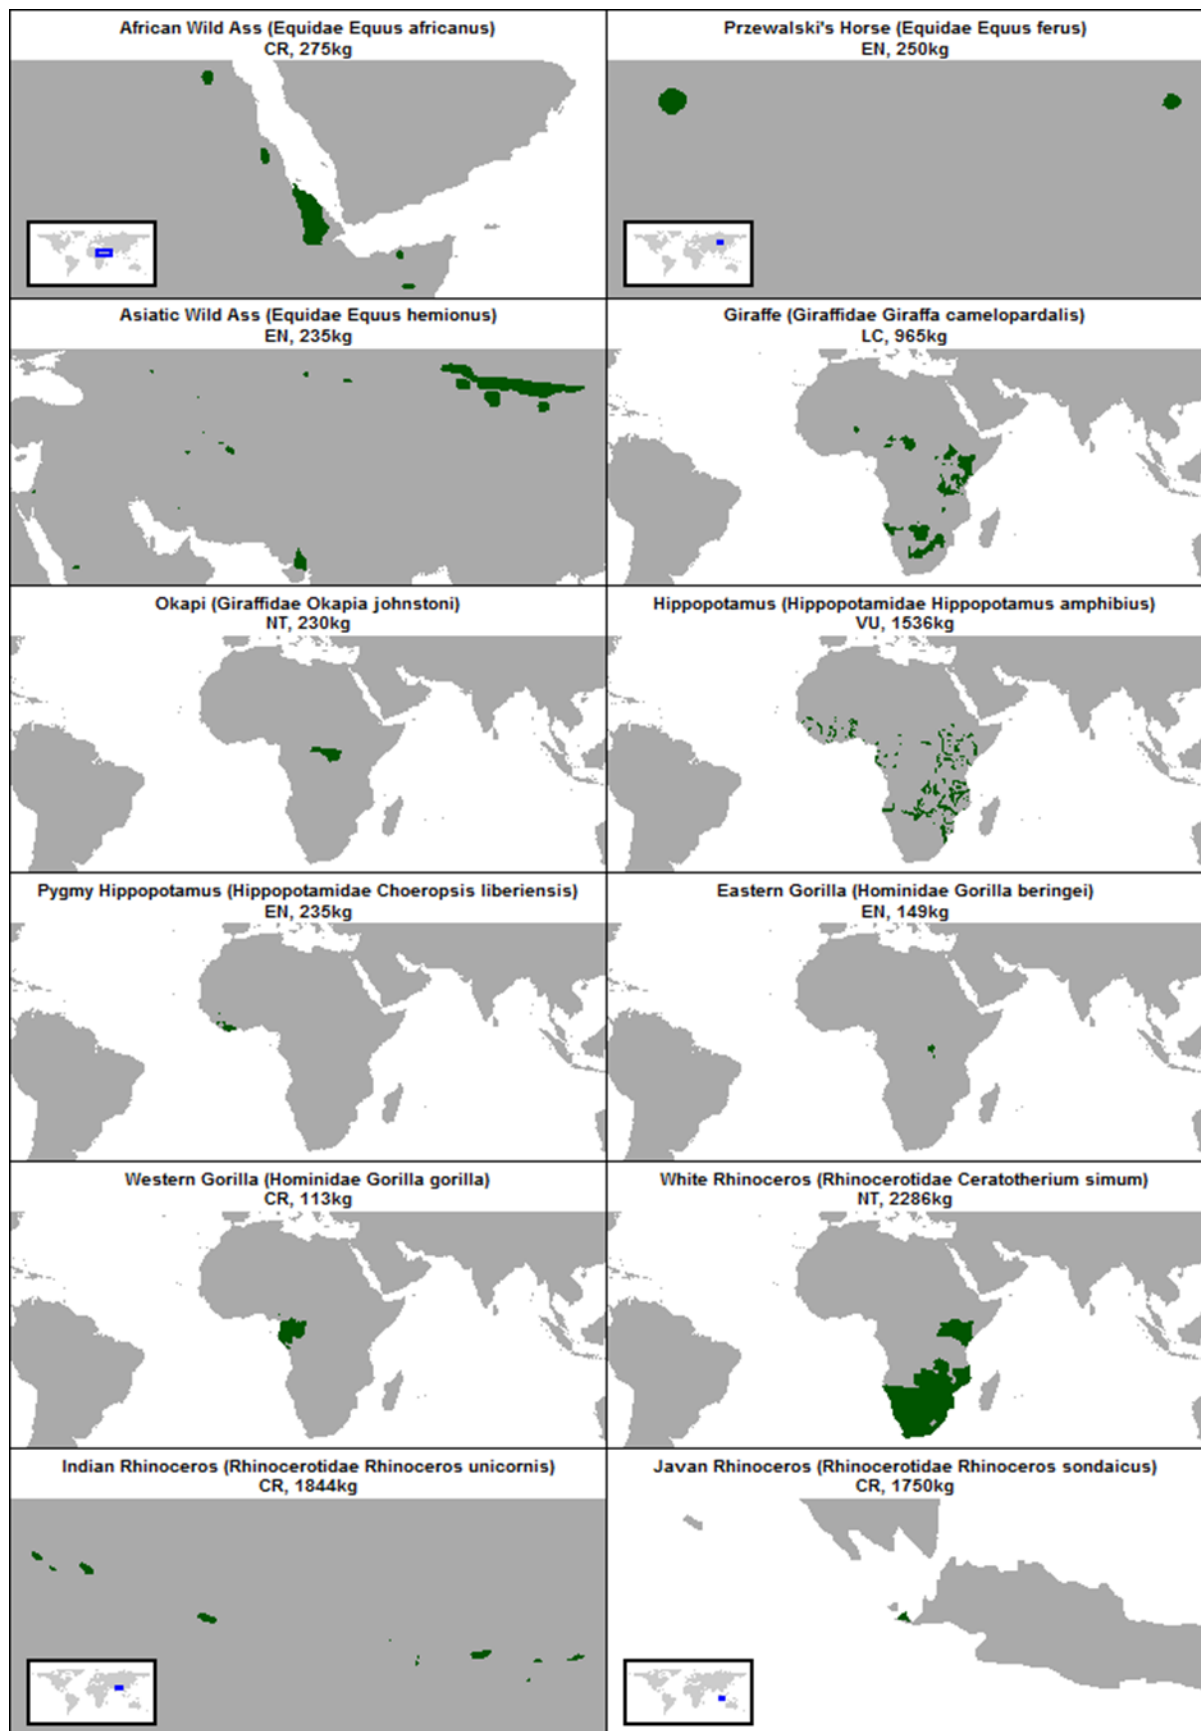 African Wild Ass (Equidae Equus africanus)
CR, 275kg
Przewalski's Horse (Equidae Equus ferus)
EN, 250kg
Asiatic Wild Ass (Equidae Equus hemionus)
EN, 235kg
Giraffe (Giraffidae Giraffa camelopardalis)
LC, 965kg
Okapi (Giraffidae Okapia johnstoni)
NT, 230kg
Hippopotamus (Hippopotamidae Hippopotamus amphibius)
VU, 1536kg
Pygmy Hippopotamus (Hippopotamidae Choeropsis liberiensis)
EN, 235kg
Eastern Gorilla (Hominidae Gorilla beringei)
EN, 149kg
Western Gorilla (Hominidae Gorilla gorilla)
CR, 113kg
White Rhinoceros (Rhinocerotidae Ceratotherium simum)
NT, 2286kg
Indian Rhinoceros (Rhinocerotidae Rhinoceros unicornis)
CR, 1844kg
Javan Rhinoceros (Rhinocerotidae Rhinoceros sondaicus)
CR, 1750kg